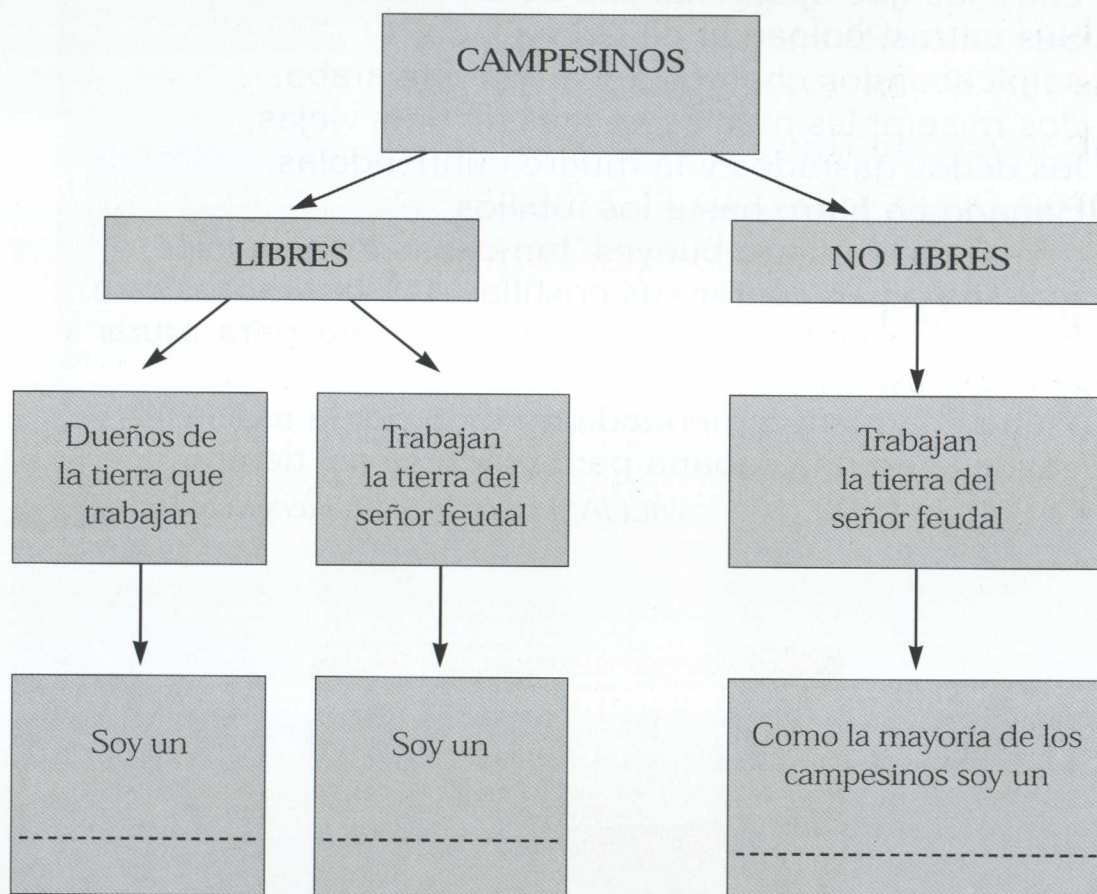 CAMPESINOS
LIBRES
NO LIBRES
Dueños de
la tierra que
trabajan
Trabajan
la tierra del
señor feudal
Trabajan
la tierra del
señor feudal
Soy un
Soy un
Como la mayoría de los
campesinos soy un